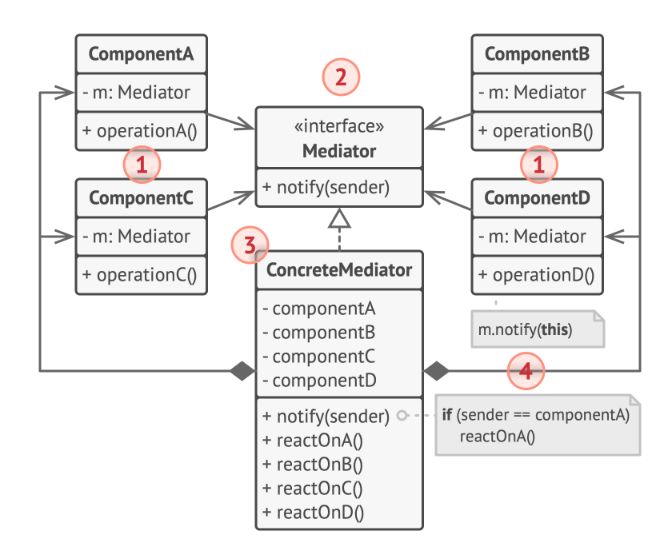 ComponentA
- m: Mediator
+ operationA()
1
ComponentC
- m: Mediator
+ operationC()
2
«interface»
Mediator
+ notify(sender)
ComponentB
- m: Mediator
+ operationB()
1
ComponentD
- m: Mediator
+ operationD()
m.notify(this)
3
ConcreteMediator
- componentA
- componentB
- componentC
- componentD
+ notify(sender)
+ reactOnA()
+ reactOnB()
+ reactOnC()
+ reactOnD()
4
if (sender == componentA)
reactOnA()